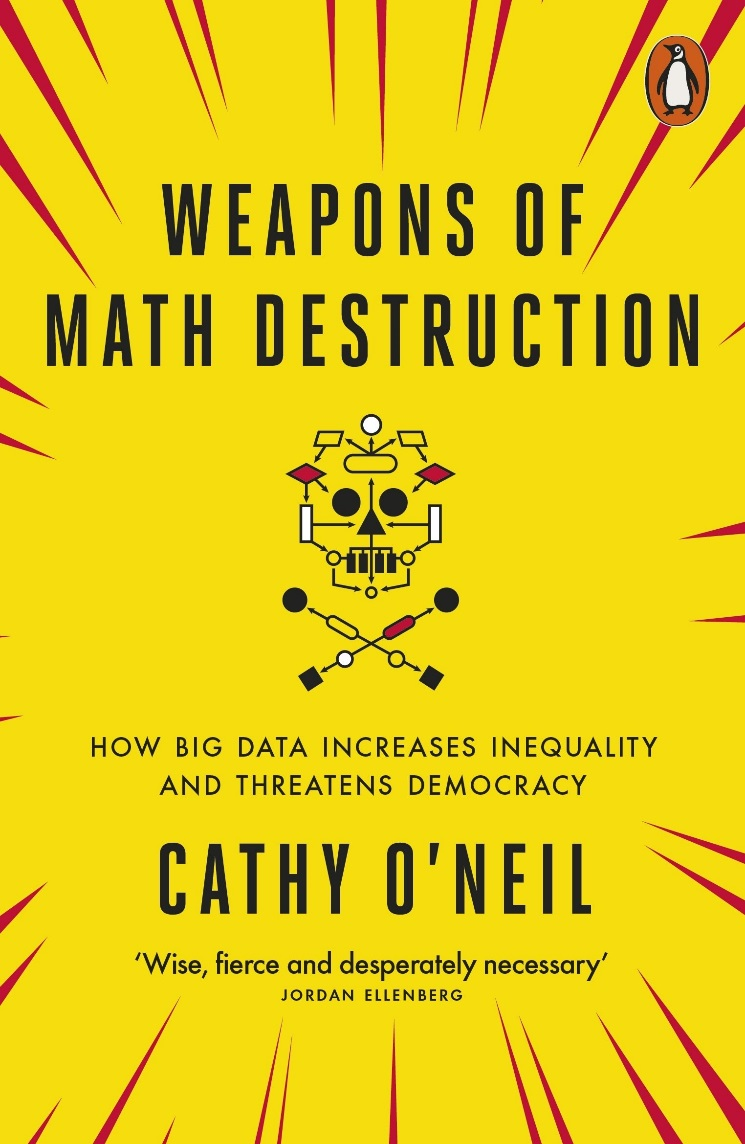 WEAPONS OF
MATH DESTRUCTION
HOW BIG DATA INCREASES INEQUALITY
AND THREATENS DEMOCRACY
CATHY O'NEIL
‘Wise, fierce and desperately necessary’
JORDAN ELLENBERG